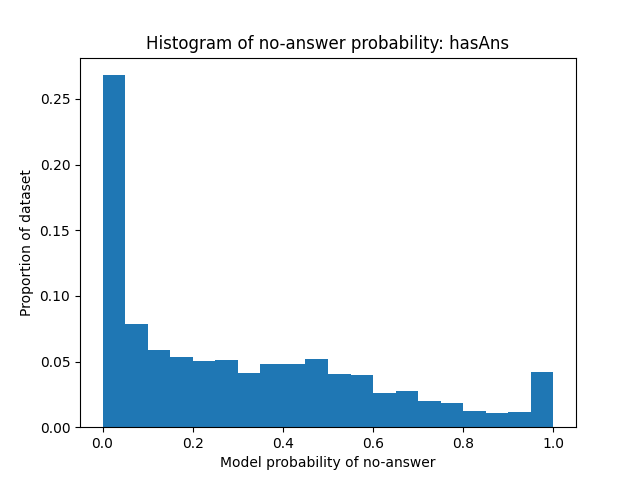 Histogram of no-answer probability: hasAns
Proportion of dataset
0.25
0.20
0.15
0.10
0.05
0.00
0.0 0.2 0.4 0.6 0.8 1.0
Model probability of no-answer